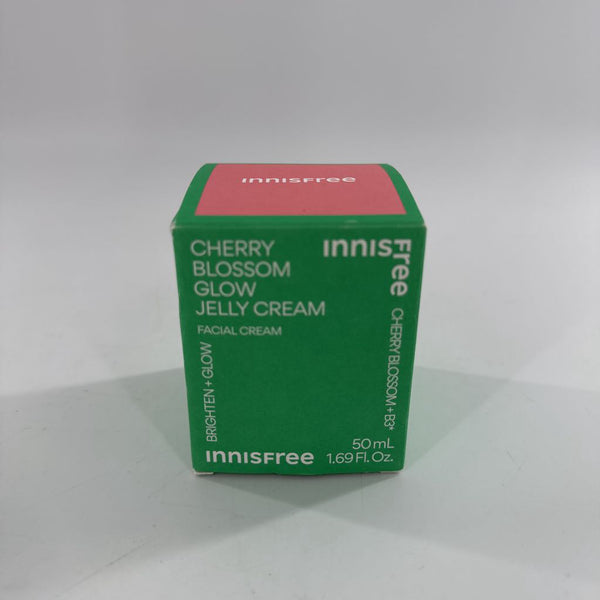 INNISFree
CHERRY
BLOSSOM
GLOW
JELLY CREAM
FACIAL CREAM
INNISFree
BRIGHTEN + GLOW
CHERRY BLOSSOM + B3*
INNISFree
50 mL
1.69 Fl. Oz.